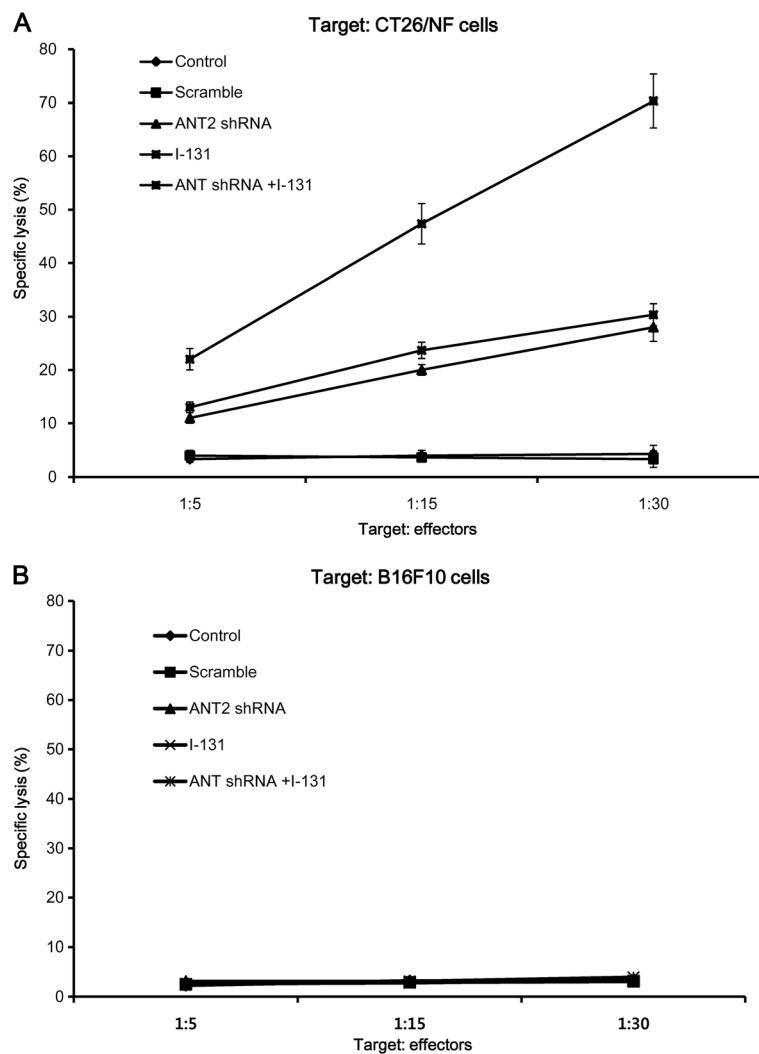 A
Target: CT26/NF cells
80
70
60
50
40
30
20
10
0
Specific lysis (%)
Control
Scramble
ANT2 shRNA
I-131
ANT shRNA +I-131
1:5
1:15
1:30
Target: effectors
B
Target: B16F10 cells
80
70
60
50
40
30
20
10
0
Specific lysis (%)
Control
Scramble
ANT2 shRNA
I-131
ANT shRNA +I-131
1:5
1:15
1:30
Target: effectors